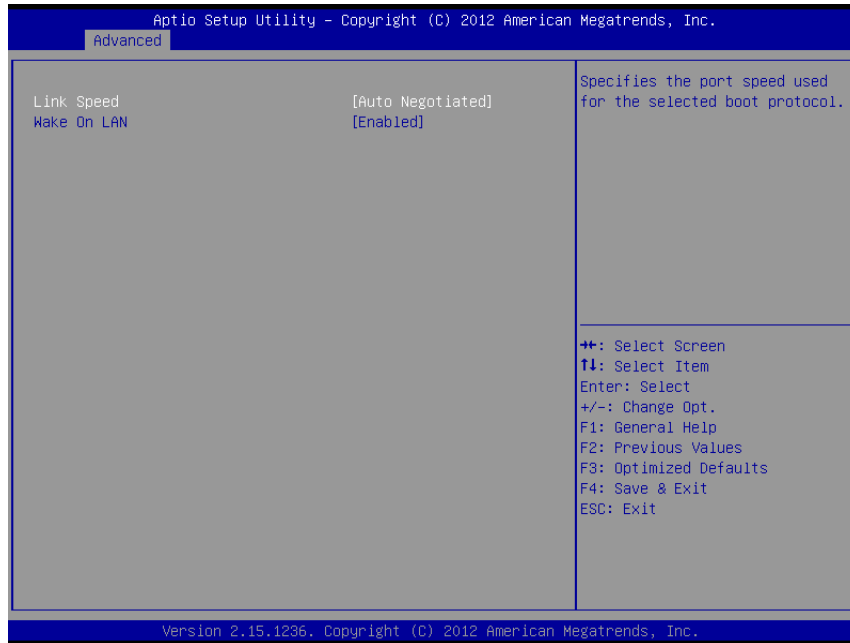 Aptio Setup Utility – Copyright (C) 2012 American Megatrends, Inc.
Advanced
Link Speed [Auto Negotiated]
Wake On LAN [Enabled]
Specifies the port speed used
for the selected boot protocol.
→←: Select Screen
↑↓: Select Item
Enter: Select
+/-: Change Opt.
F1: General Help
F2: Previous Values
F3: Optimized Defaults
F4: Save & Exit
ESC: Exit
Version 2.15.1236. Copyright (C) 2012 American Megatrends, Inc.